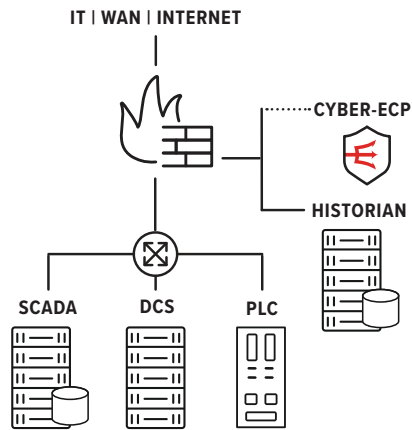 IT | WAN | INTERNET
CYBER-ECP
HISTORIAN
SCADA
DCS
PLC